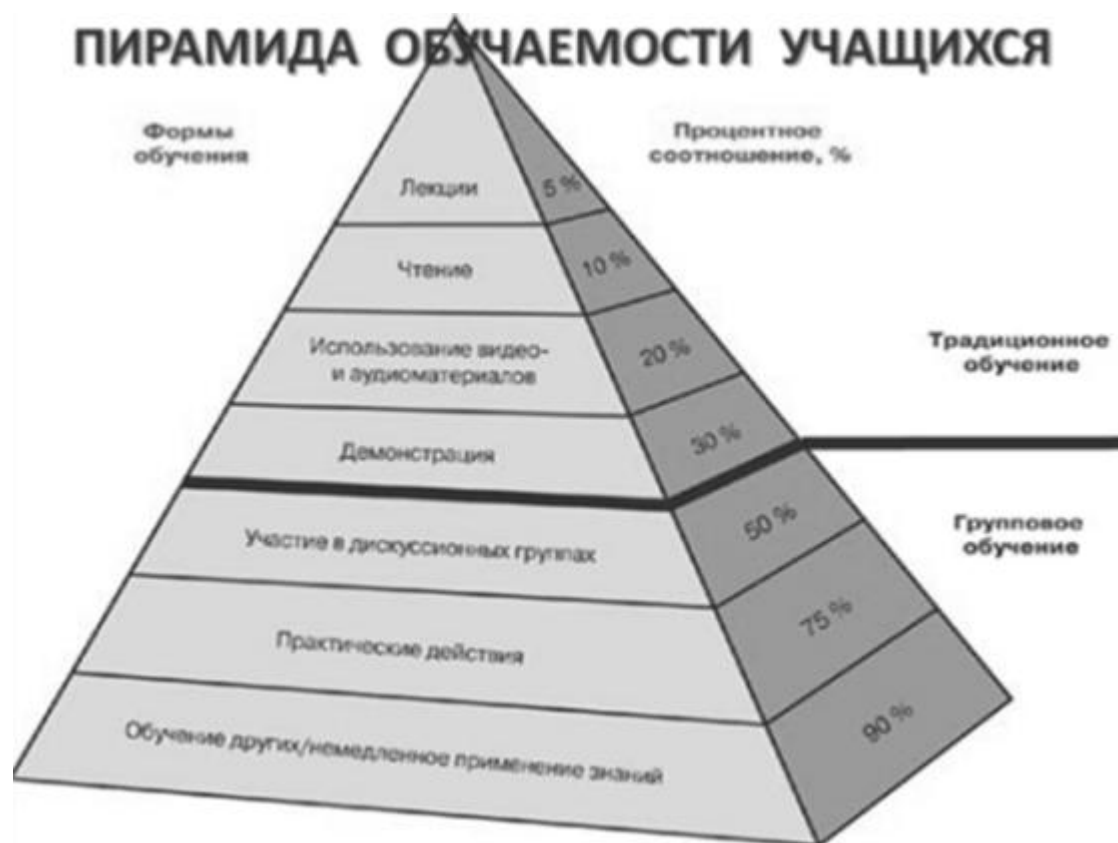 ПИРАМИДА ОБУЧАЕМОСТИ УЧАЩИХСЯ
Формы
обучения
Процентное
соотношение, %
Лекции
5 %
Чтение
10 %
Использование видео-
и аудиоматериалов
20 %
Традиционное
обучение
Демонстрация
30 %
Участие в дискуссионных группах
50 %
Групповое
обучение
Практические действия
75 %
Обучение других/немедленное применение знаний
90 %